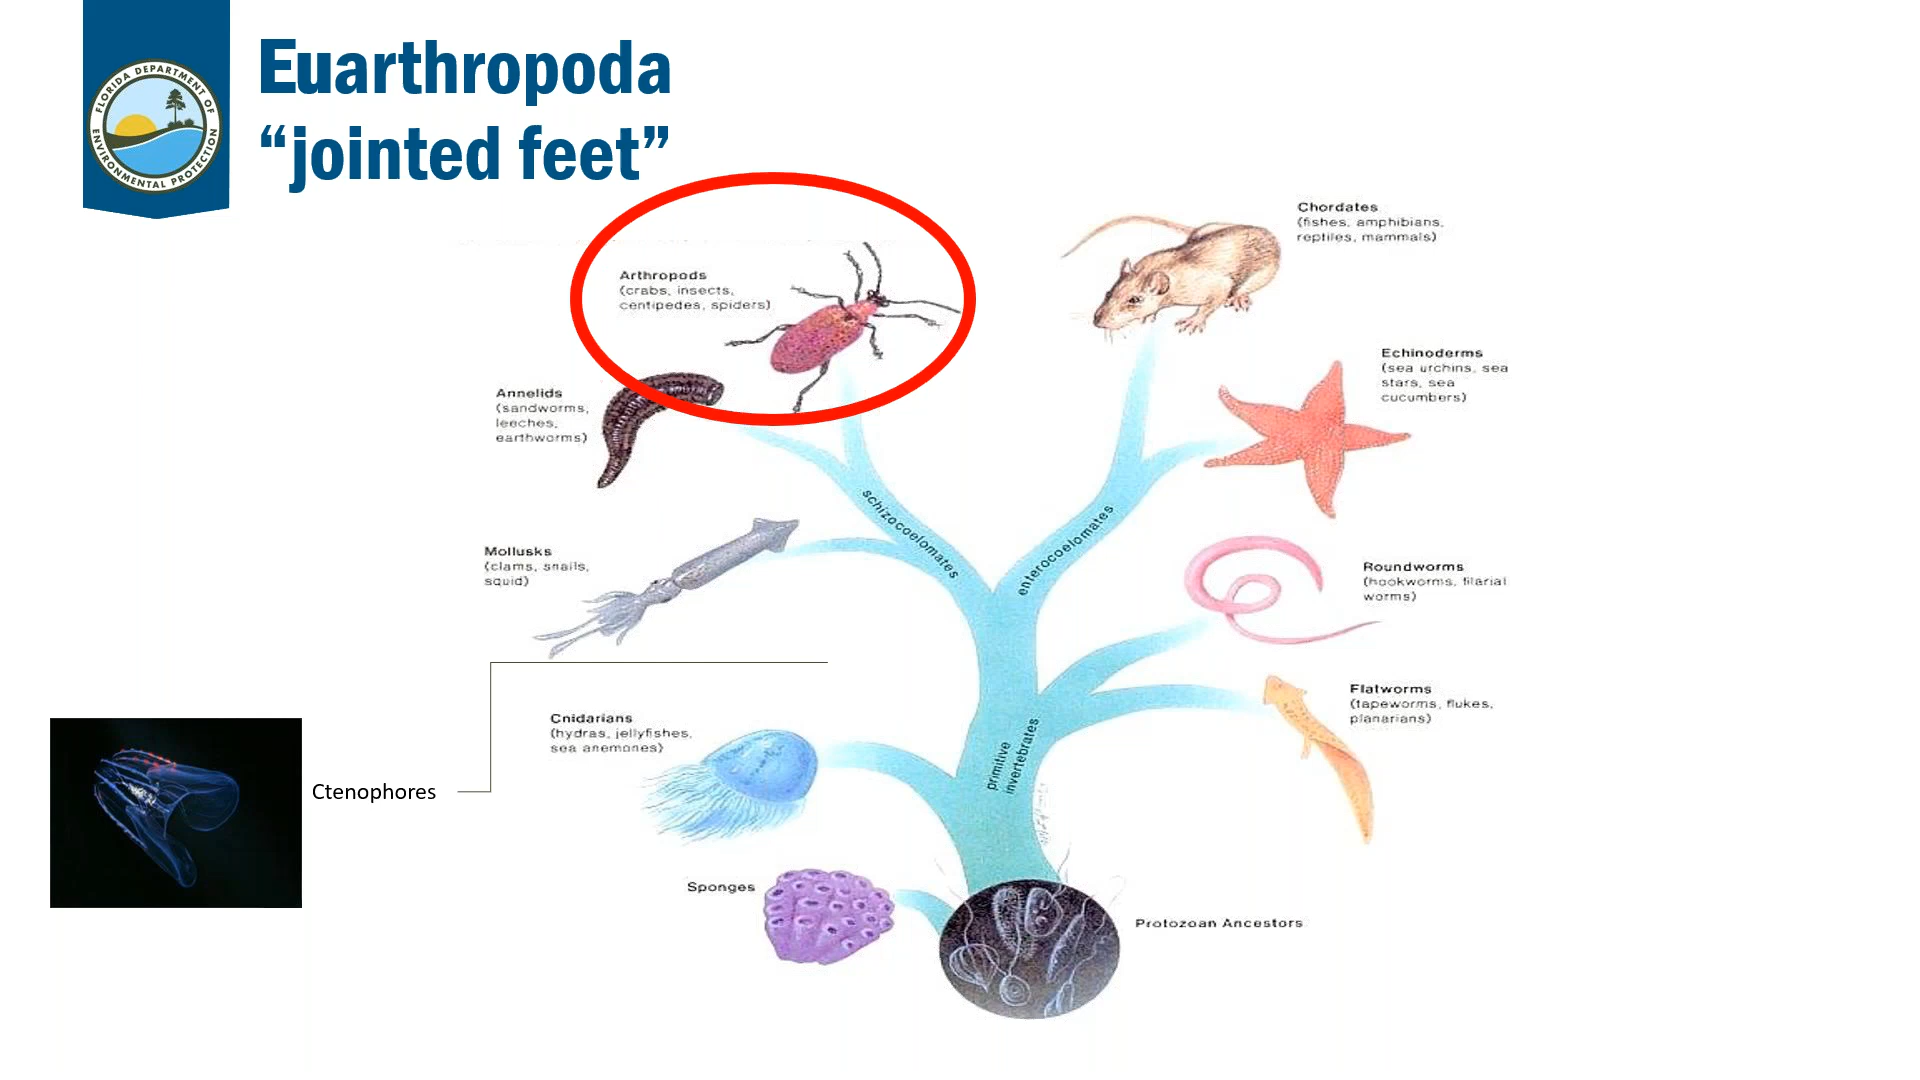 FLORIDA DEPARTMENT OF
ENVIRONMENTAL PROTECTION
Euarthropoda
“jointed feet”
Arthropods
(crabs, insects,
centipedes, spiders)
Chordates
(fishes, amphibians,
reptiles, mammals)
Annelids
(sandworms,
leeches,
earthworms)
Echinoderms
(sea urchins, sea
stars, sea
cucumbers)
schizocoelomates
enterocoelomates
Mollusks
(clams, snails,
squid)
Roundworms
(hookworms, filarial
worms)
Flatworms
(tapeworms, flukes,
planarians)
Cnidarians
(hydras, jellyfishes,
sea anemones)
primitive
invertebrates
Ctenophores
Sponges
Protozoan Ancestors